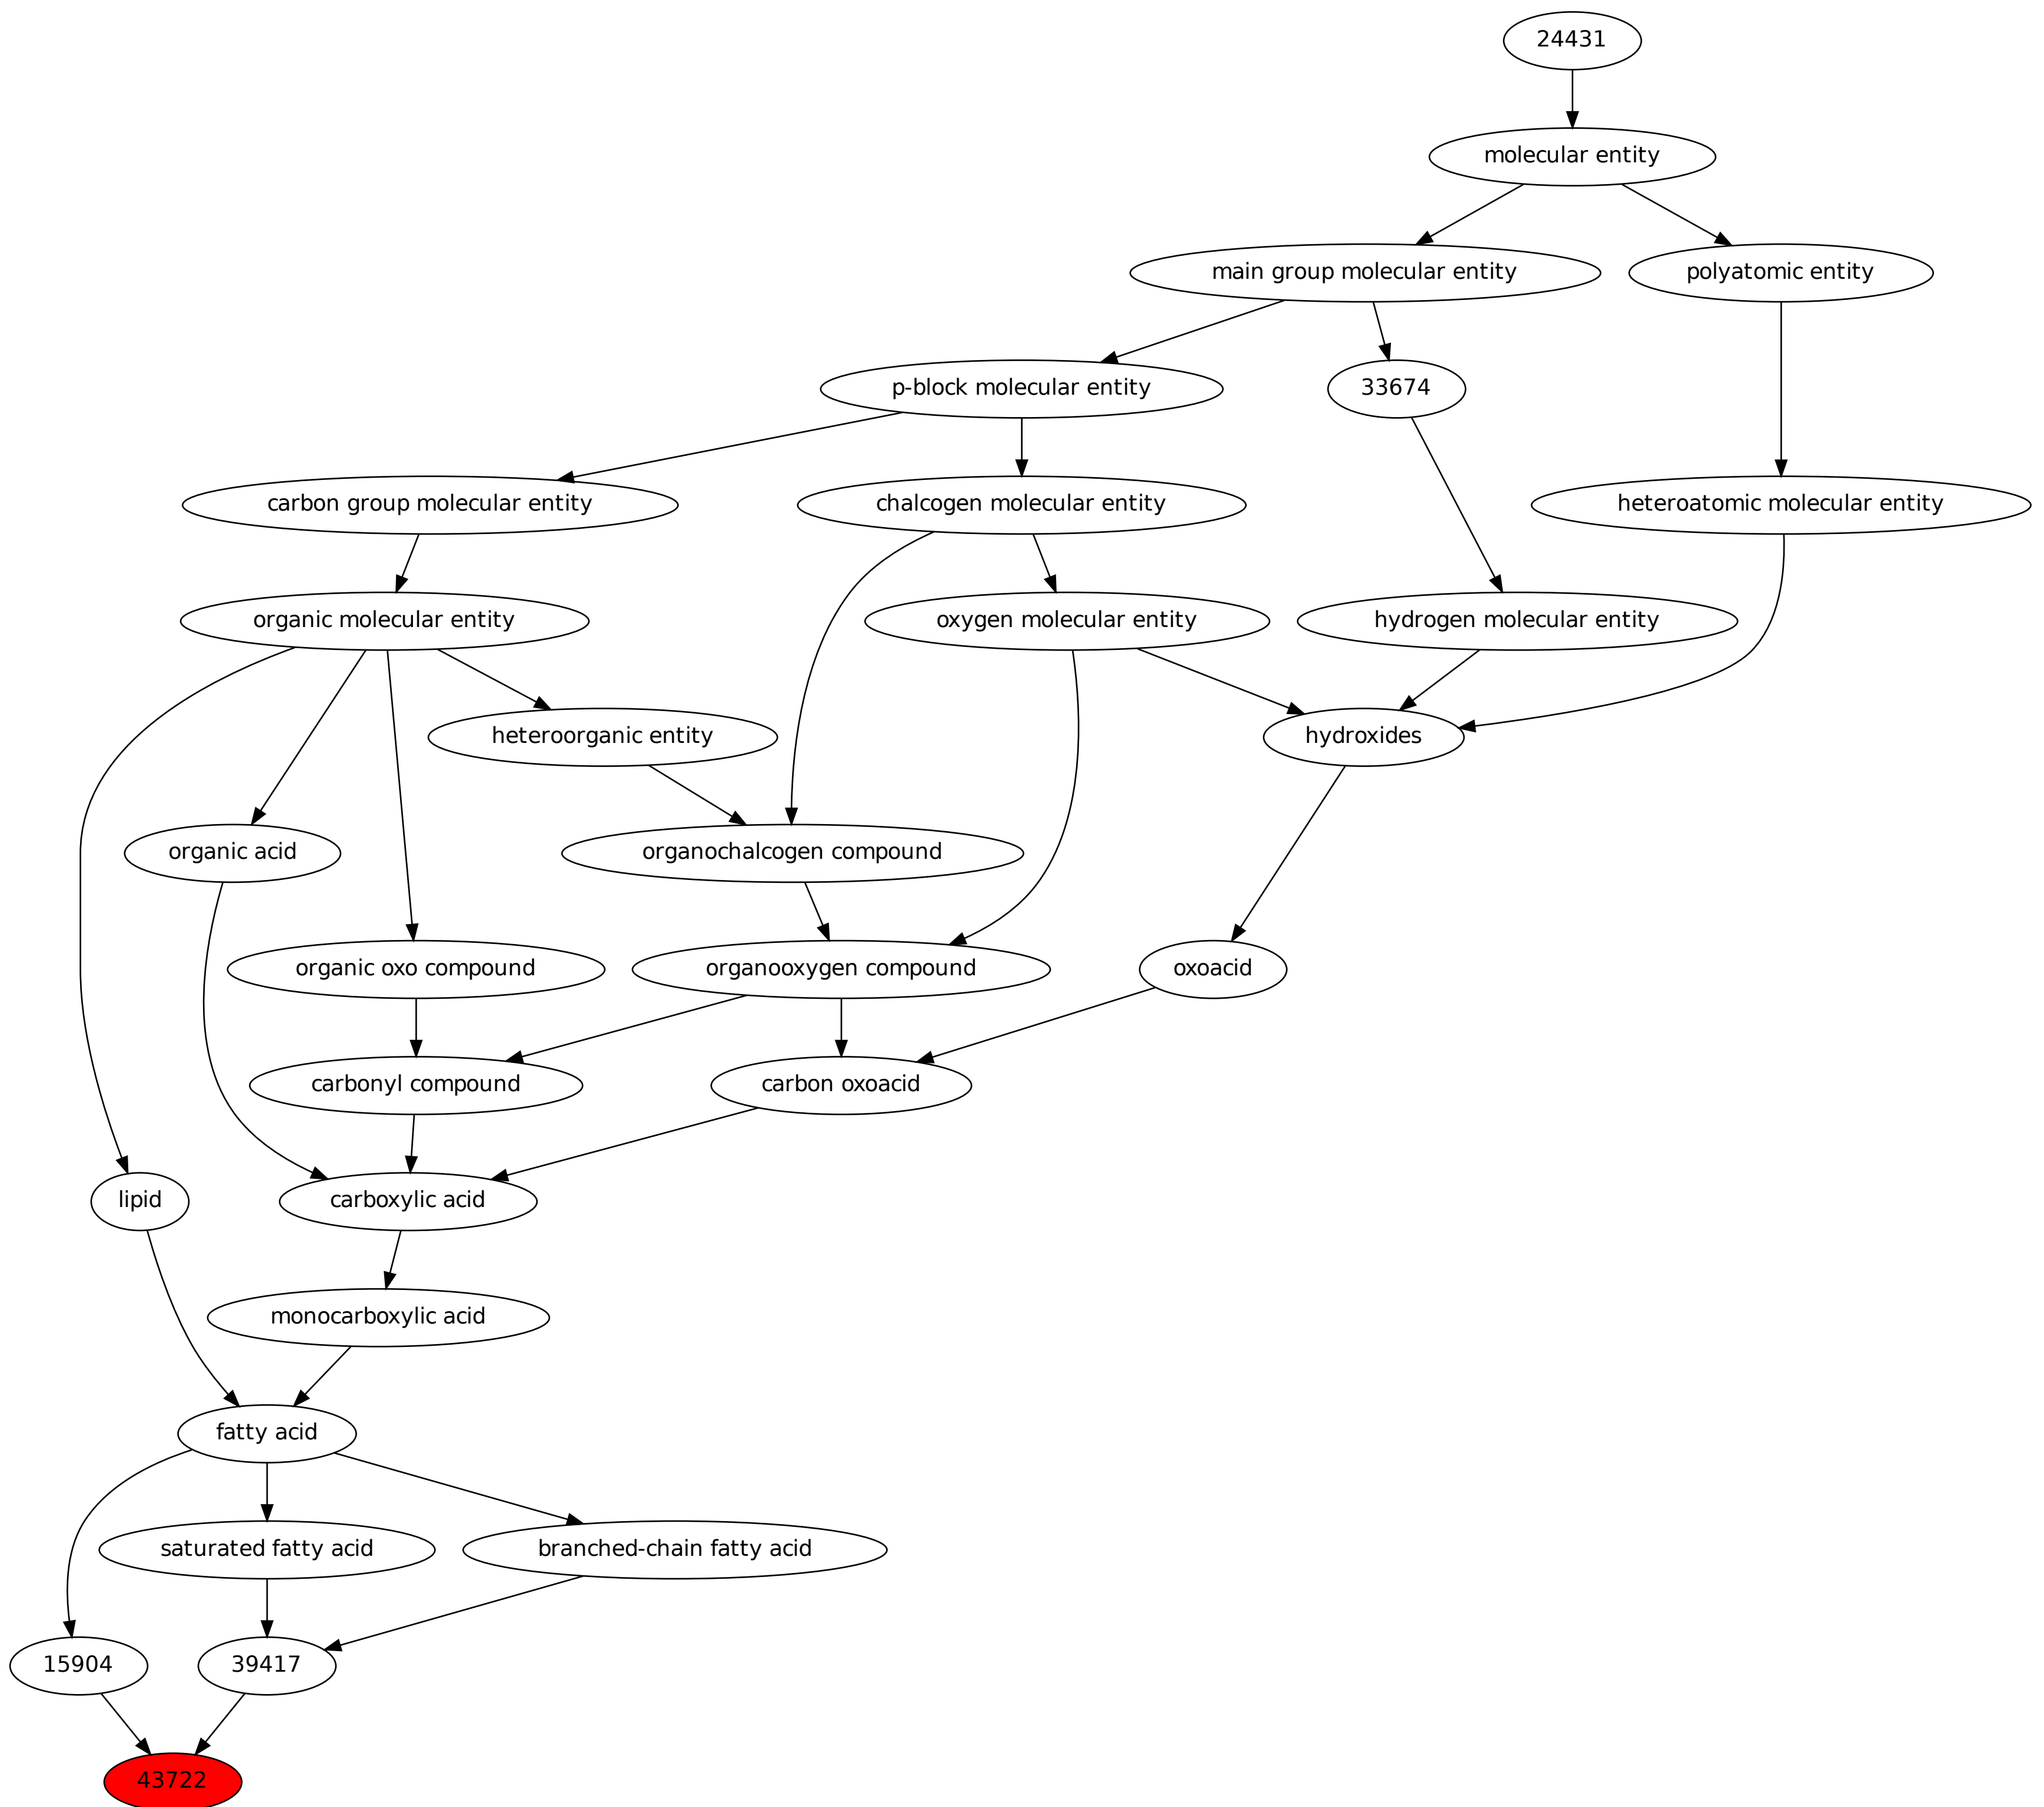 24431
molecular entity
main group molecular entity
polyatomic entity
p-block molecular entity
33674
carbon group molecular entity
chalcogen molecular entity
heteroatomic molecular entity
organic molecular entity
oxygen molecular entity
hydrogen molecular entity
heteroorganic entity
hydroxides
organic acid
organochalcogen compound
organic oxo compound
organooxygen compound
oxoacid
carbonyl compound
carbon oxoacid
lipid
carboxylic acid
monocarboxylic acid
fatty acid
saturated fatty acid
branched-chain fatty acid
15904
39417
43722